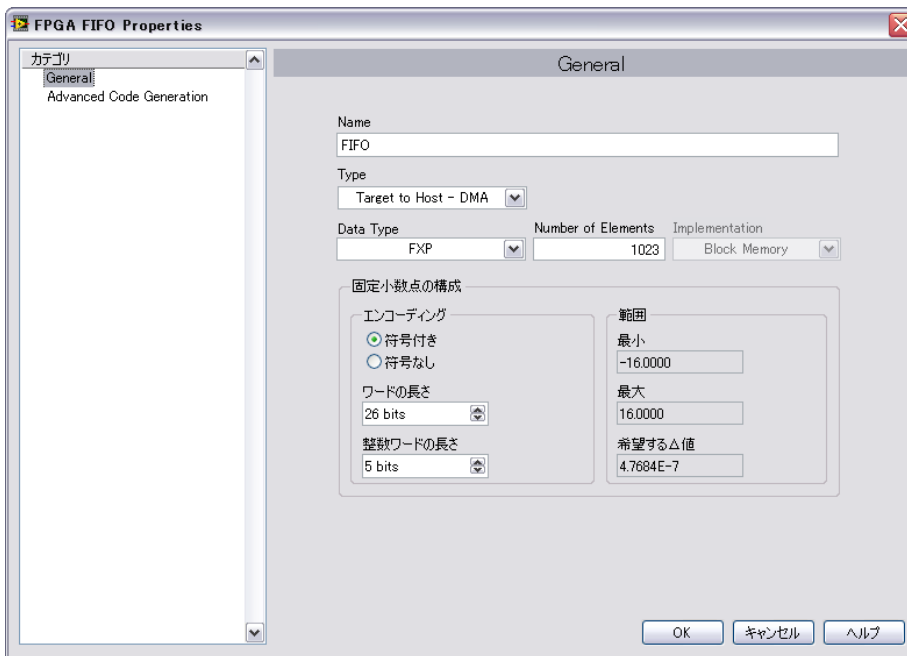 FPGA FIFO Properties
カテゴリ
General
Advanced Code Generation
General
Name
FIFO
Type
Target to Host - DMA
Data Type
Number of Elements
Implementation
FXP
1023
Block Memory
固定小数点の構成
エンコーディング
符号付き
符号なし
ワードの長さ
26 bits
整数ワードの長さ
5 bits
範囲
最小
-16.0000
最大
16.0000
希望するΔ値
4.7684E-7
OK
キャンセル
ヘルプ